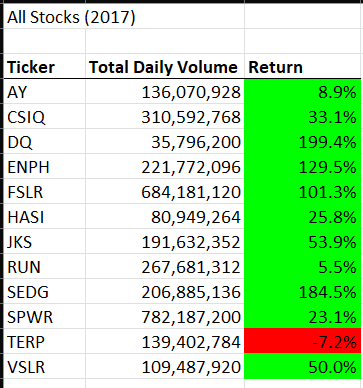 All Stocks (2017)
Ticker Total Daily Volume Return
AY 136,070,928 8.9%
CSIQ 310,592,768 33.1%
DQ 35,796,200 199.4%
ENPH 221,772,096 129.5%
FSLR 684,181,120 101.3%
HASI 80,949,264 25.8%
JKS 191,632,352 53.9%
RUN 267,681,312 5.5%
SEDG 206,885,136 184.5%
SPWR 782,187,200 23.1%
TERP 139,402,784 -7.2%
VSLR 109,487,920 50.0%